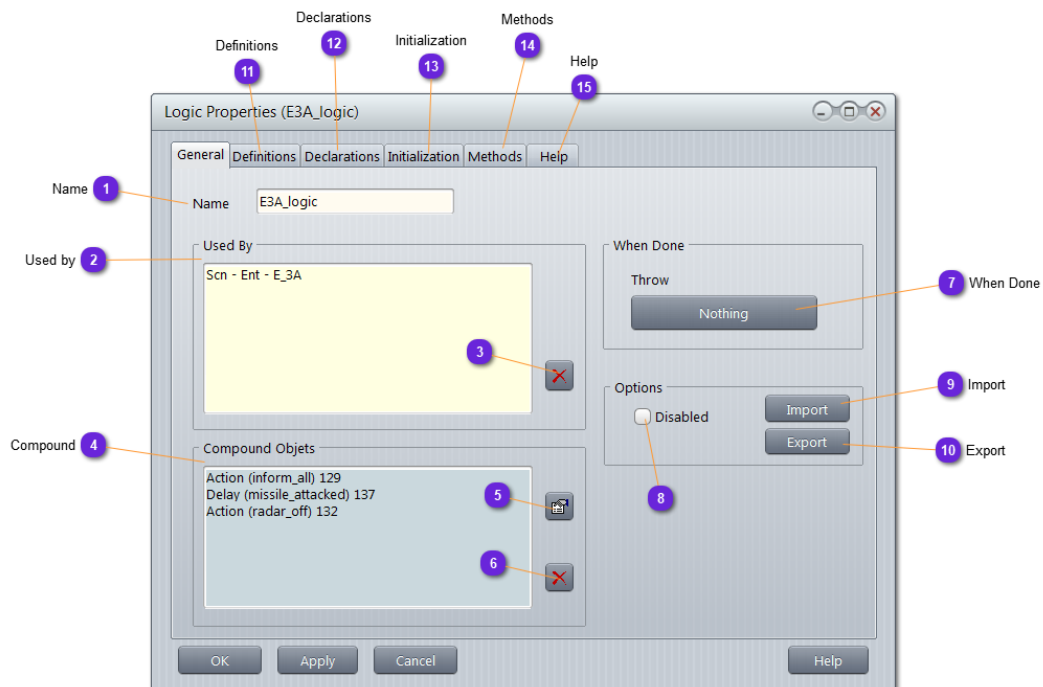 Declarations
12
Methods
14
Definitions
11
Initialization
13
Help
15
Logic Properties (E3A_logic)
General Definitions Declarations Initialization Methods Help
Name 1
Name E3A_logic
Used by 2
Used By
Scn - Ent - E_3A
3
When Done
Throw
Nothing
7 When Done
Options
Disabled
8
Import
9 Import
Export
10 Export
Compound 4
Compound Objets
Action (inform_all) 129
Delay (missile_attacked) 137
Action (radar_off) 132
5
6
OK Apply Cancel Help